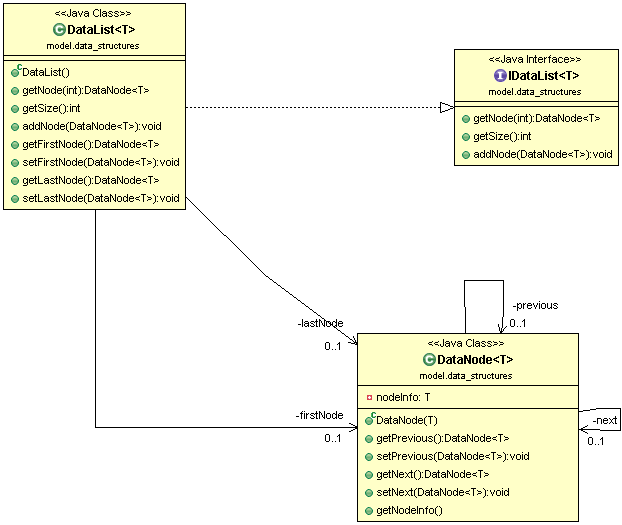 <<Java Class>>
DataList<T>
model.data_structures
DataList()
getNode(int):DataNode<T>
getSize():int
addNode(DataNode<T>):void
getFirstNode():DataNode<T>
setFirstNode(DataNode<T>):void
getLastNode():DataNode<T>
setLastNode(DataNode<T>):void
<<Java Interface>>
IDataList<T>
model.data_structures
getNode(int):DataNode<T>
getSize():int
addNode(DataNode<T>):void
-previous
0..1
-lastNode
0..1
-firstNode
0..1
<<Java Class>>
DataNode<T>
model.data_structures
nodeInfo: T
DataNode(T)
getPrevious():DataNode<T>
setPrevious(DataNode<T>):void
getNext():DataNode<T>
setNext(DataNode<T>):void
getNodeInfo()
-next
0..1